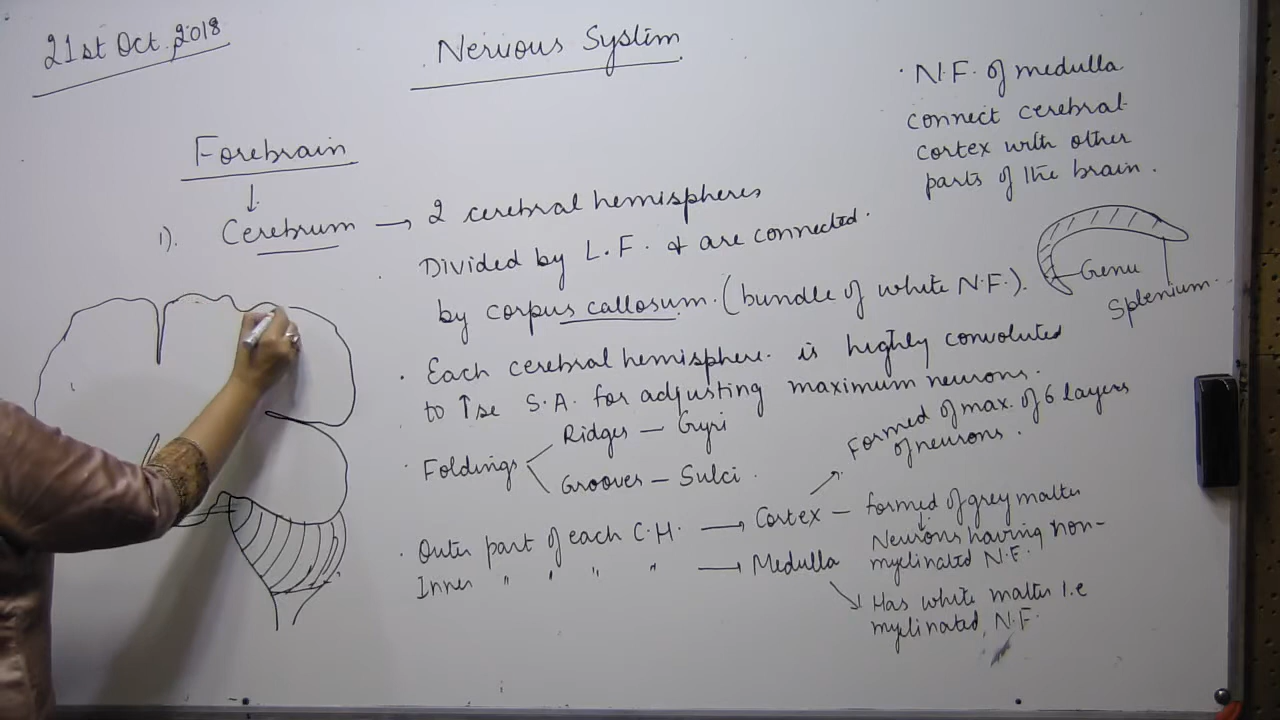 21st Oct. 2018
Nervous System
Forebrain
↓
1). Cerebrum → 2 cerebral hemispheres
Divided by L.F. & are connected
by corpus callosum. (bundle of white N.F.).
· Each cerebral hemisphere is highly convoluted
to ↑se S.A. for adjusting maximum neurons.
· Foldings
Ridges – Gyri
Grooves – Sulci
· Outer part of each C.H. → Cortex – formed of grey matter
Formed of max. of 6 layers
of neurons.
↓
Neurons having non-
myelinated N.F.
Inner " " " " → Medulla
Has white matter i.e
myelinated N.F.
· N.F. of medulla
connect cerebral
cortex with other
parts of the brain.
Genu
Splenium